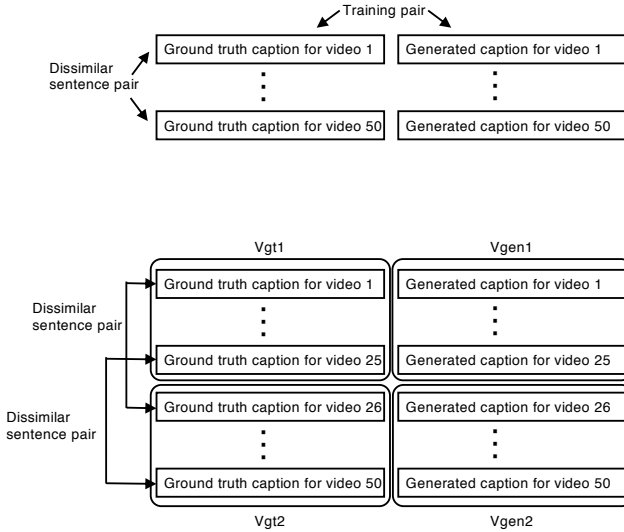 Training pair
Ground truth caption for video 1
Generated caption for video 1
Dissimilar
sentence pair
Ground truth caption for video 50
Generated caption for video 50
Vgt1
Vgen1
Ground truth caption for video 1
Generated caption for video 1
Dissimilar
sentence pair
Ground truth caption for video 25
Generated caption for video 25
Ground truth caption for video 26
Generated caption for video 26
Dissimilar
sentence pair
Ground truth caption for video 50
Generated caption for video 50
Vgt2
Vgen2